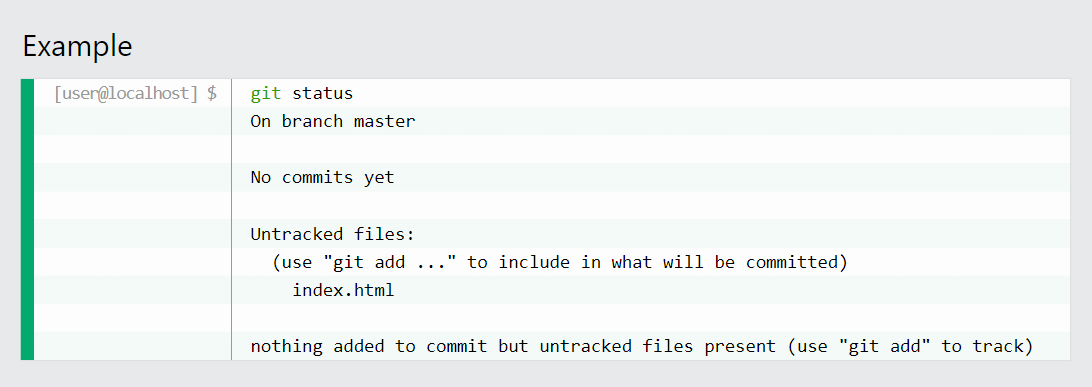 Example
[user@localhost] $ git status
On branch master
No commits yet
Untracked files:
(use "git add ..." to include in what will be committed)
index.html
nothing added to commit but untracked files present (use "git add" to track)